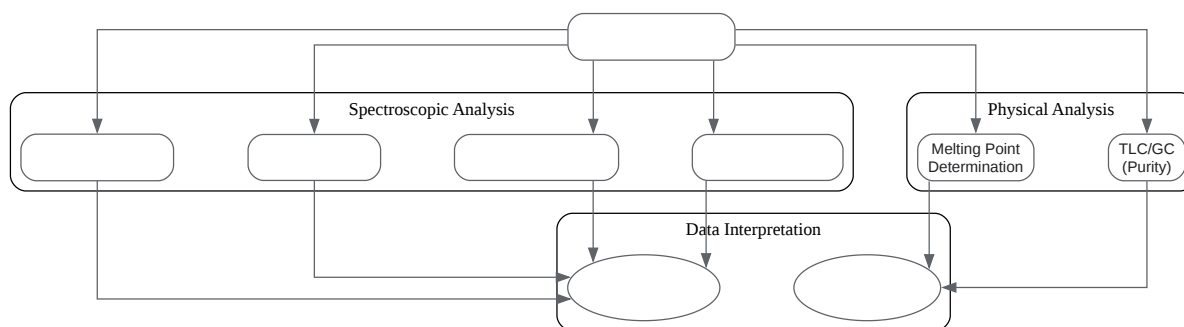 Spectroscopic Analysis
Physical Analysis
Melting Point
Determination
TLC/GC
(Purity)
Data Interpretation